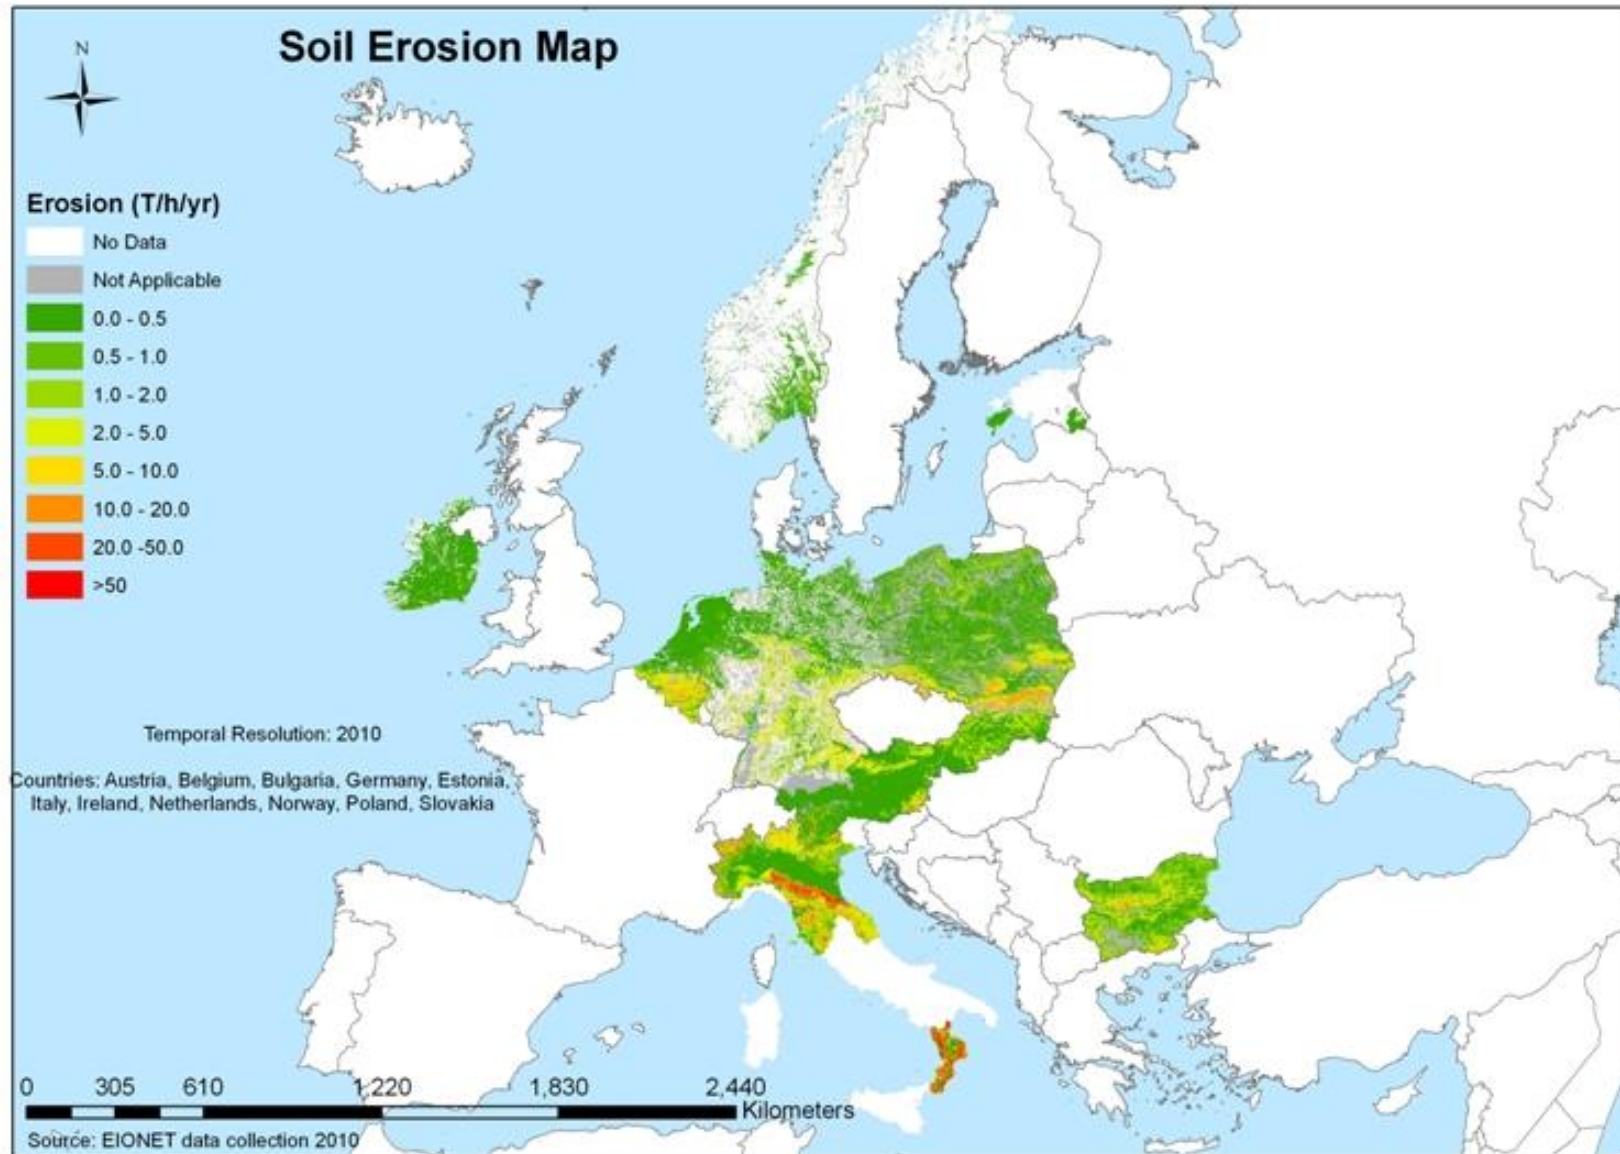 Soil Erosion Map
N
Erosion (T/h/yr)
No Data
Not Applicable
0.0 - 0.5
0.5 - 1.0
1.0 - 2.0
2.0 - 5.0
5.0 - 10.0
10.0 - 20.0
20.0 -50.0
>50
Temporal Resolution: 2010
Countries: Austria, Belgium, Bulgaria, Germany, Estonia,
Italy, Ireland, Netherlands, Norway, Poland, Slovakia
0 305 610 1,220 1,830 2,440
Kilometers
Source: EIONET data collection 2010